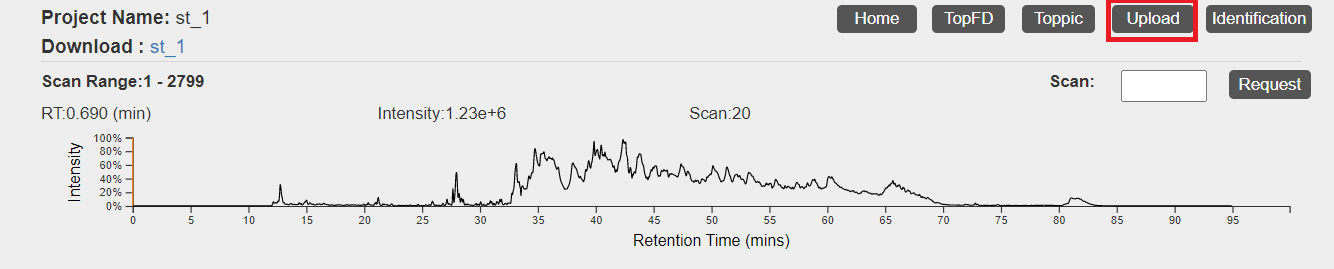 Project Name: st_1 Home TopFD Toppic Upload Identification
Download : st_1
Scan Range:1 - 2799 Scan: Request
RT:0.690 (min) Intensity:1.23e+6 Scan:20
Intensity
100%
80%
60%
40%
20%
0%
0 5 10 15 20 25 30 35 40 45 50 55 60 65 70 75 80 85 90 95
Retention Time (mins)